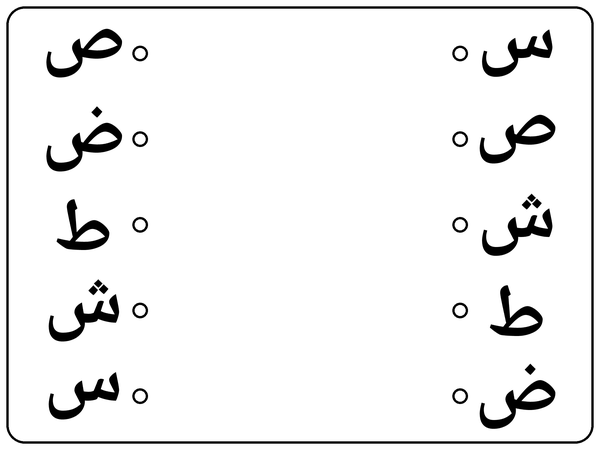 س ص
ص ض
ش ط
ط ش
ض س